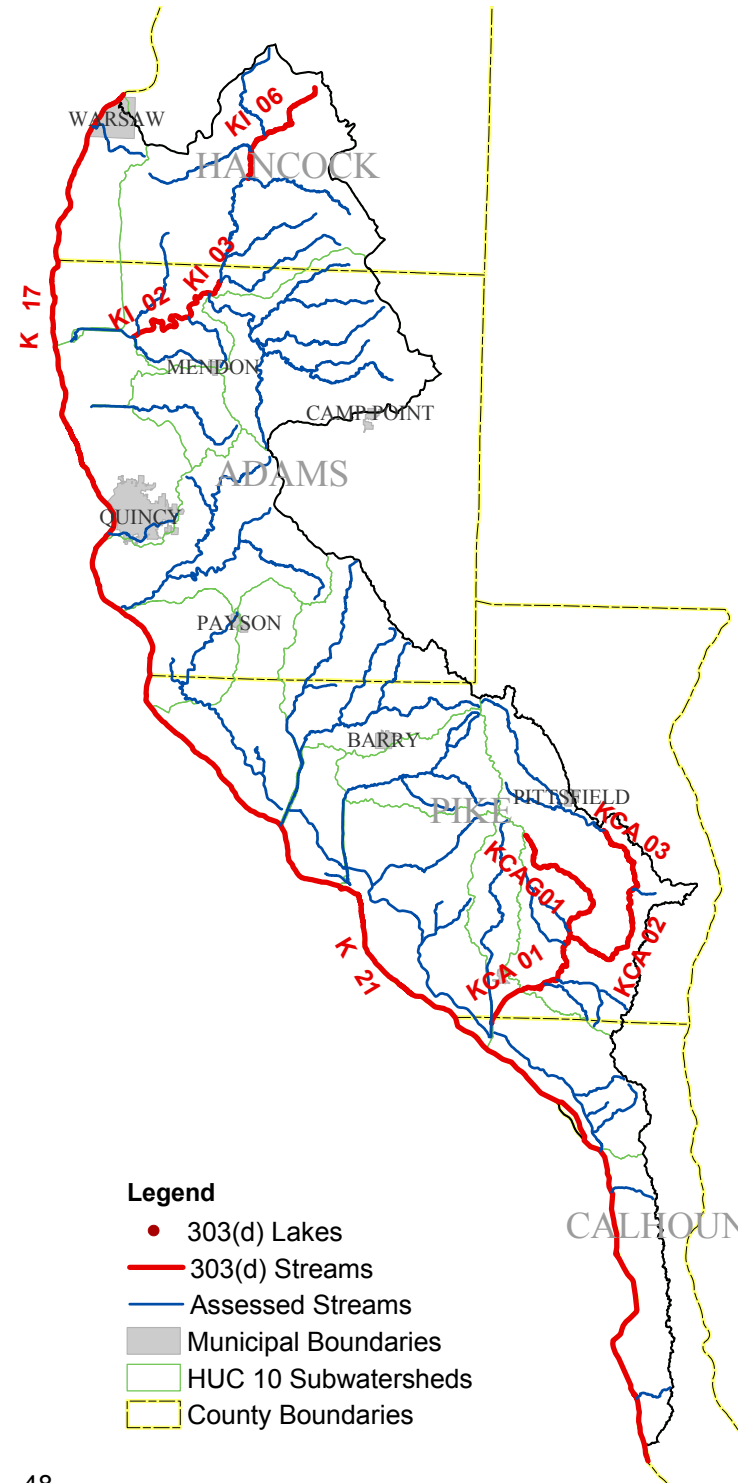 WARSAW
KI 06
HANCOCK
KI 03
K 17
KI 02
MENDON
CAMP POINT
ADAMS
QUINCY
PAYSON
BARRY
PIKE
PITTSFIELD
KCA 03
KCAG01
KCA 02
KCA 01
K 21
Legend
303(d) Lakes
303(d) Streams
Assessed Streams
Municipal Boundaries
HUC 10 Subwatersheds
County Boundaries
CALHOUN
48